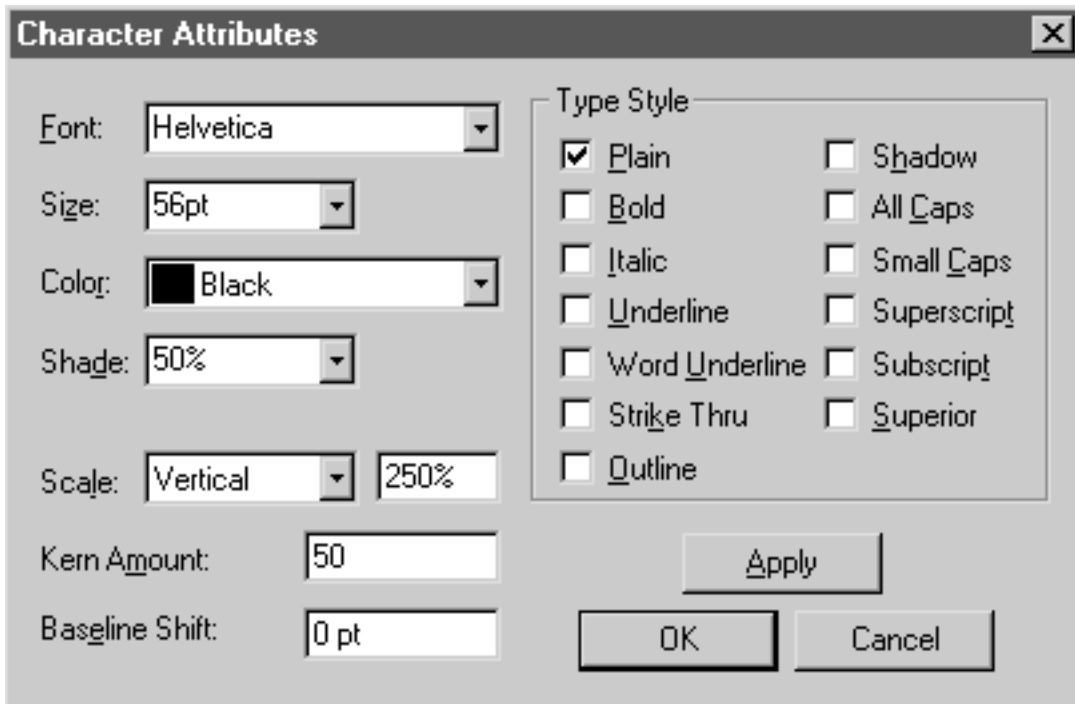 Character Attributes
Font: Helvetica
Size: 56pt
Color: Black
Shade: 50%
Scale: Vertical 250%
Kern Amount: 50
Baseline Shift: 0 pt
Type Style
Plain
Bold
Italic
Underline
Word Underline
Strike Thru
Outline
Shadow
All Caps
Small Caps
Superscript
Subscript
Superior
Apply
OK
Cancel